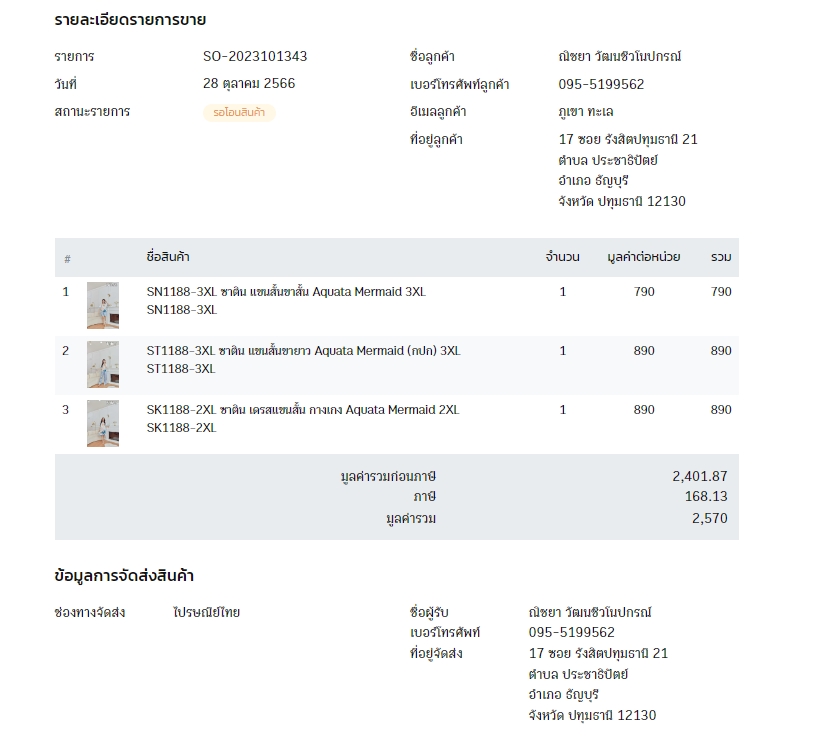 รายละเอียดรายการขาย
รายการ SO-2023101343
วันที่ 28 ตุลาคม 2566
สถานะรายการ รอโอนสินค้า
ชื่อลูกค้า ณิชยา วัฒนชีวโนปกรณ์
เบอร์โทรศัพท์ลูกค้า 095-5199562
อีเมลลูกค้า ภูเขา ทะเล
ที่อยู่ลูกค้า 17 ซอย รังสิตปทุมธานี 21
ตำบล ประชาธิปัตย์
อำเภอ ธัญบุรี
จังหวัด ปทุมธานี 12130
# ชื่อสินค้า จำนวน มูลค่าต่อหน่วย รวม
1 SN1188-3XL ซาติน แขนสั้นขาสั้น Aquata Mermaid 3XL 1 790 790
SN1188-3XL
2 ST1188-3XL ซาติน แขนสั้นขายาว Aquata Mermaid (กปก) 3XL 1 890 890
ST1188-3XL
3 SK1188-2XL ซาติน เดรสแขนสั้น กางเกง Aquata Mermaid 2XL 1 890 890
SK1188-2XL
มูลค่ารวมก่อนภาษี 2,401.87
ภาษี 168.13
มูลค่ารวม 2,570
ข้อมูลการจัดส่งสินค้า
ช่องทางจัดส่ง ไปรษณีย์ไทย
ชื่อผู้รับ ณิชยา วัฒนชีวโนปกรณ์
เบอร์โทรศัพท์ 095-5199562
ที่อยู่จัดส่ง 17 ซอย รังสิตปทุมธานี 21
ตำบล ประชาธิปัตย์
อำเภอ ธัญบุรี
จังหวัด ปทุมธานี 12130